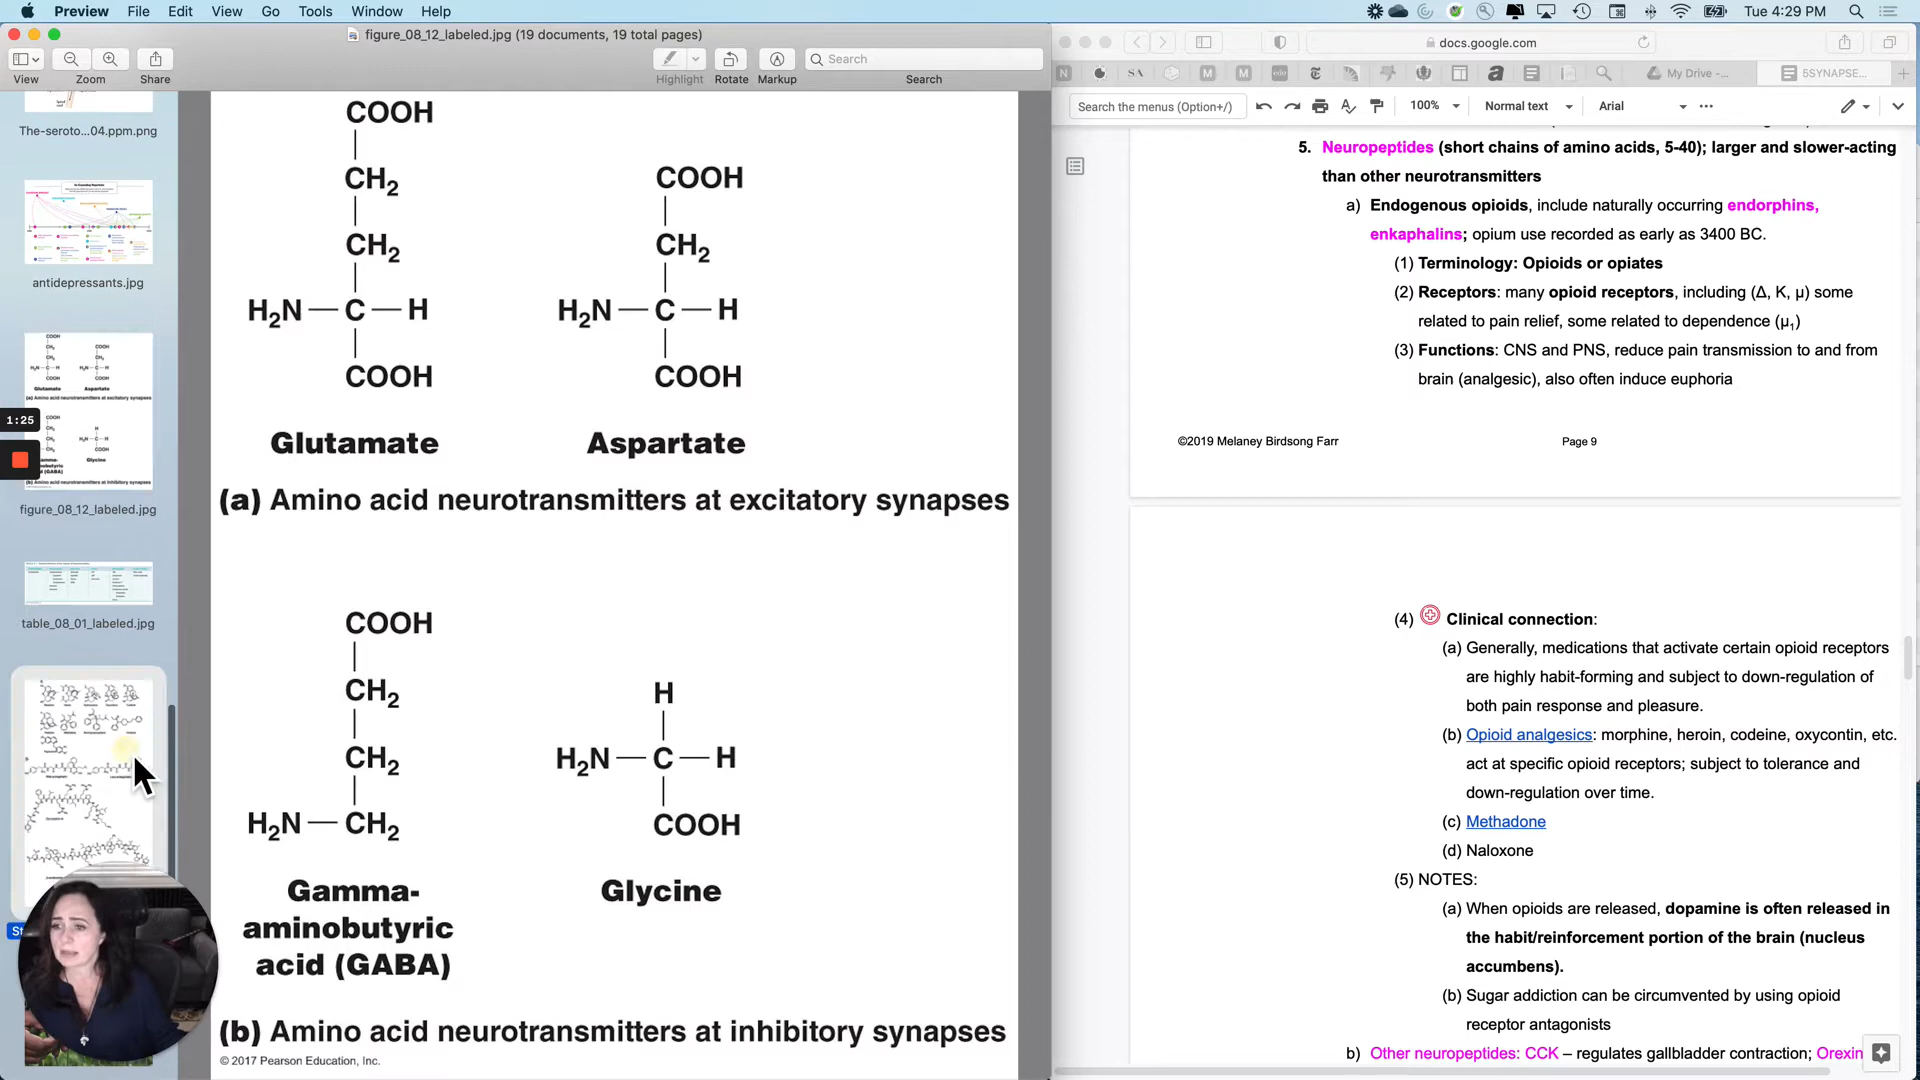 Preview File Edit View Go Tools Window Help
Tue 4:29 PM
figure_08_12_labeled.jpg (19 documents, 19 total pages)
View
Zoom
Share
Highlight
Rotate
Markup
Search
Search
The-seroto...04.ppm.png
antidepressants.jpg
figure_08_12_labeled.jpg
table_08_01_labeled.jpg
1:25
COOH
CH2
CH2
H2N — C — H
COOH
Glutamate
COOH
CH2
H2N — C — H
COOH
Aspartate
(a) Amino acid neurotransmitters at excitatory synapses
COOH
CH2
CH2
H2N — CH2
Gamma-
aminobutyric
acid (GABA)
H
H2N — C — H
COOH
Glycine
(b) Amino acid neurotransmitters at inhibitory synapses
© 2017 Pearson Education, Inc.
docs.google.com
My Drive -...
5SYNAPSE...
Search the menus (Option+/)
100%
Normal text
Arial
5. Neuropeptides (short chains of amino acids, 5-40); larger and slower-acting
than other neurotransmitters
a) Endogenous opioids, include naturally occurring endorphins,
enkaphalins; opium use recorded as early as 3400 BC.
(1) Terminology: Opioids or opiates
(2) Receptors: many opioid receptors, including (Δ, Κ, μ) some
related to pain relief, some related to dependence (μ1)
(3) Functions: CNS and PNS, reduce pain transmission to and from
brain (analgesic), also often induce euphoria
©2019 Melaney Birdsong Farr Page 9
(4) Clinical connection:
(a) Generally, medications that activate certain opioid receptors
are highly habit-forming and subject to down-regulation of
both pain response and pleasure.
(b) Opioid analgesics: morphine, heroin, codeine, oxycontin, etc.
act at specific opioid receptors; subject to tolerance and
down-regulation over time.
(c) Methadone
(d) Naloxone
(5) NOTES:
(a) When opioids are released, dopamine is often released in
the habit/reinforcement portion of the brain (nucleus
accumbens).
(b) Sugar addiction can be circumvented by using opioid
receptor antagonists
b) Other neuropeptides: CCK – regulates gallbladder contraction; Orexin